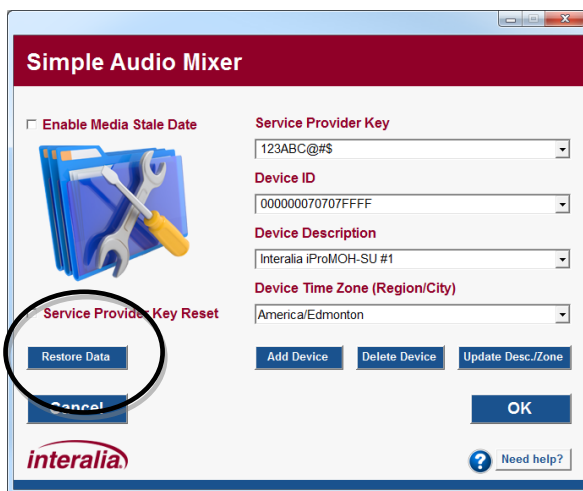 Simple Audio Mixer
Enable Media Stale Date
Service Provider Key
123ABC@#$
Device ID
000000070707FFFF
Device Description
Interalia iProMOH-SU #1
Device Time Zone (Region/City)
Service Provider Key Reset
America/Edmonton
Restore Data
Add Device
Delete Device
Update Desc./Zone
Cancel
OK
interalia
? Need help?